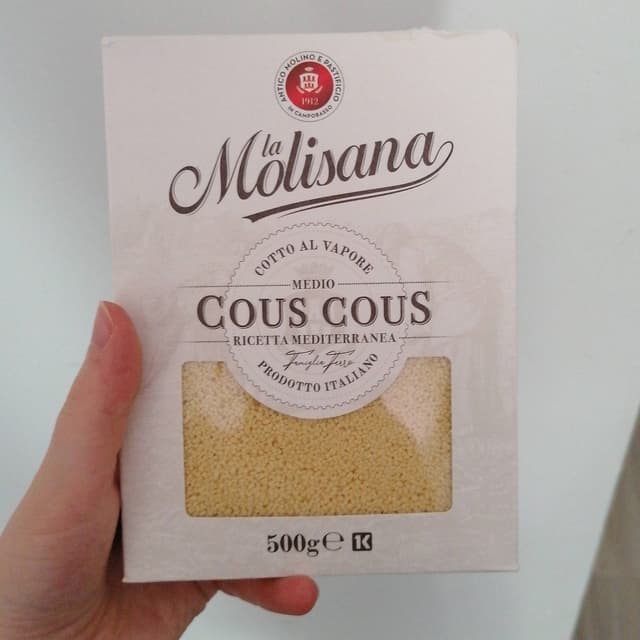 ANTICO MOLINO E PASTIFICIO
1912
IN CAMPOBASSO
la
Molisana
COTTO AL VAPORE
MEDIO
COUS COUS
RICETTA MEDITERRANEA
Famiglia Ferro
PRODOTTO ITALIANO
500g℮ K